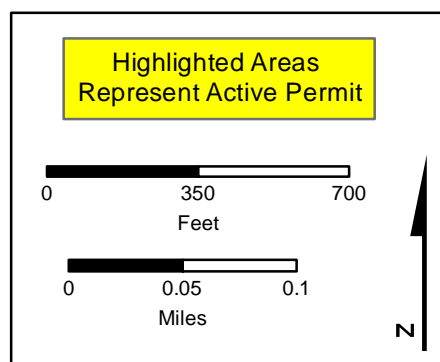 Highlighted Areas
Represent Active Permit
0 350 700
Feet
0 0.05 0.1
Miles
N